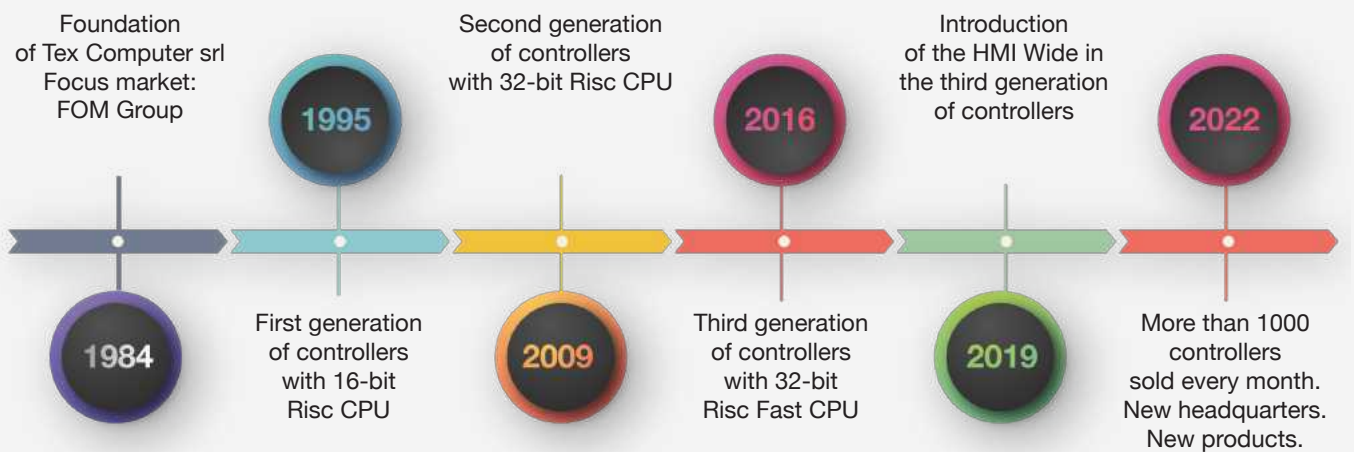 Foundation
of Tex Computer srl
Focus market:
FOM Group
1984
1995
First generation
of controllers
with 16-bit
Risc CPU
Second generation
of controllers
with 32-bit Risc CPU
2009
2016
Third generation
of controllers
with 32-bit
Risc Fast CPU
Introduction
of the HMI Wide in
the third generation
of controllers
2019
2022
More than 1000
controllers
sold every month.
New headquarters.
New products.